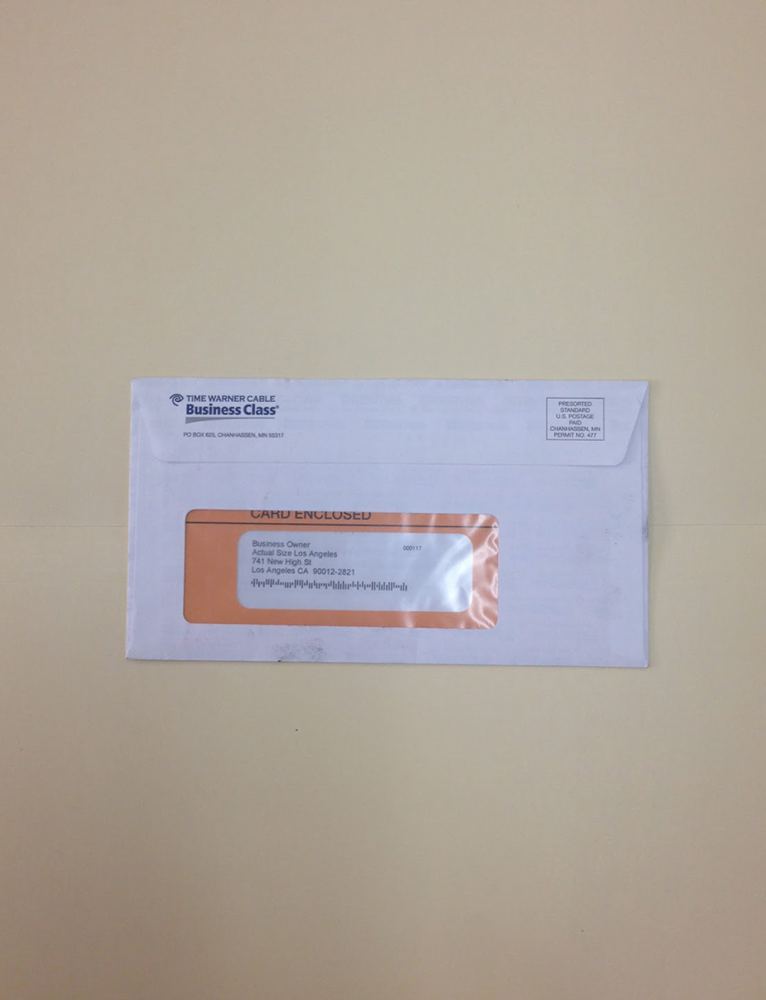 TIME WARNER CABLE
Business Class®
PO BOX 625, CHANHASSEN, MN 55317
PRESORTED
STANDARD
U.S. POSTAGE
PAID
CHANHASSEN, MN
PERMIT NO. 477
CARD ENCLOSED
Business Owner
000117
Actual Size Los Angeles
741 New High St
Los Angeles CA 90012-2821